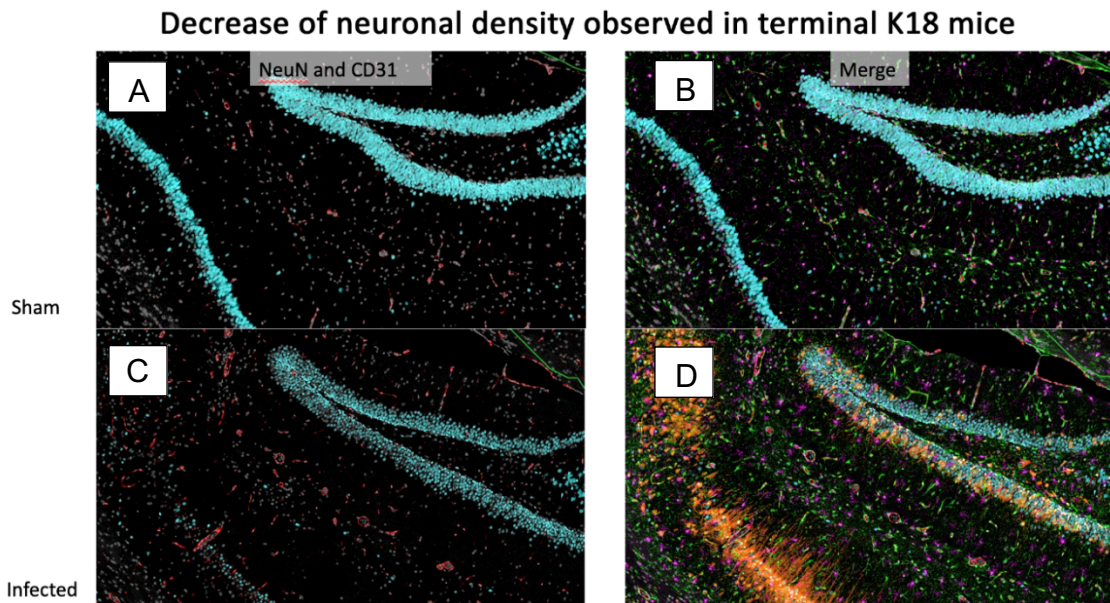 Decrease of neuronal density observed in terminal K18 mice
A
NeuN and CD31
B
Merge
Sham
C
D
Infected